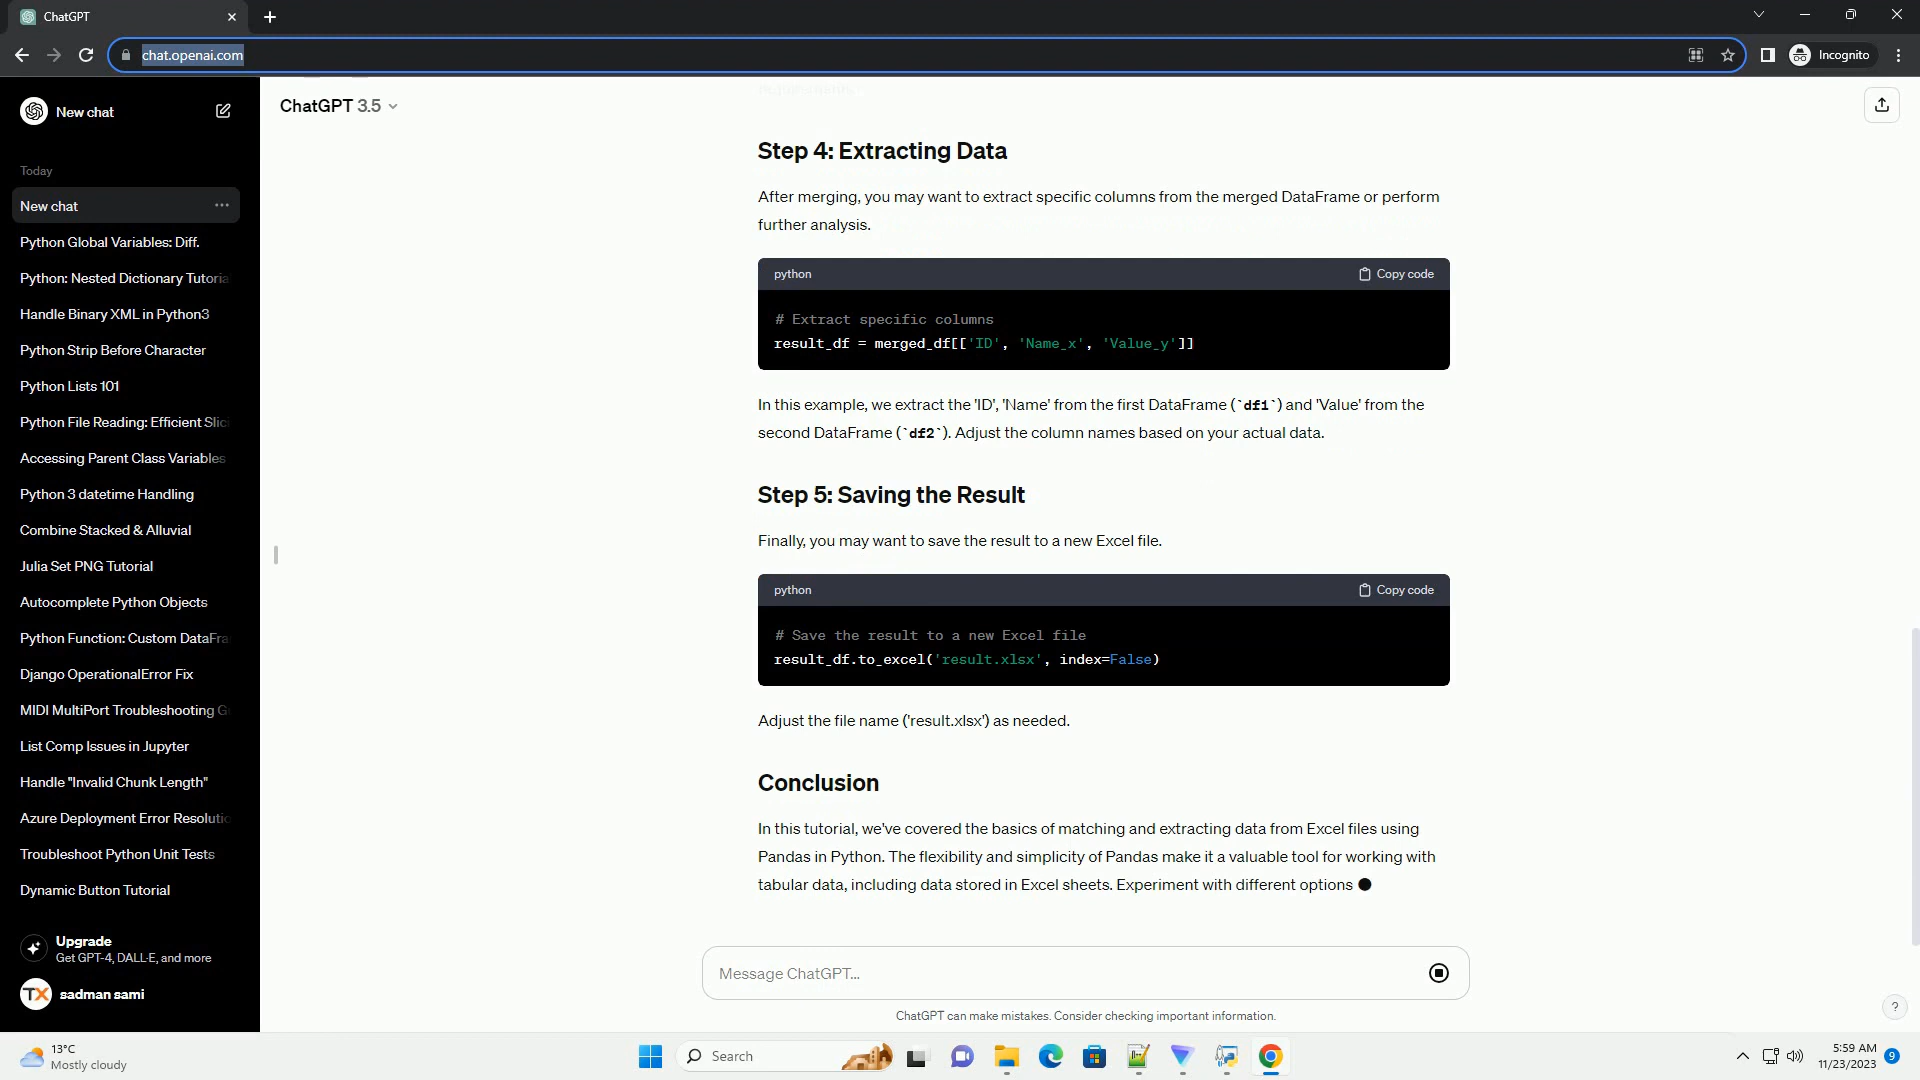 ChatGPT
chat.openai.com
Incognito
New chat
Today
New chat
Python Global Variables: Diff.
Python: Nested Dictionary Tutoria
Handle Binary XML in Python3
Python Strip Before Character
Python Lists 101
Python File Reading: Efficient Slici
Accessing Parent Class Variables
Python 3 datetime Handling
Combine Stacked & Alluvial
Julia Set PNG Tutorial
Autocomplete Python Objects
Python Function: Custom DataFra
Django OperationalError Fix
MIDI MultiPort Troubleshooting G
List Comp Issues in Jupyter
Handle "Invalid Chunk Length"
Azure Deployment Error Resolutio
Troubleshoot Python Unit Tests
Dynamic Button Tutorial
Upgrade
Get GPT-4, DALL·E, and more
TX
sadman sami
ChatGPT 3.5
Step 4: Extracting Data
After merging, you may want to extract specific columns from the merged DataFrame or perform
further analysis.
python
Copy code
# Extract specific columns
result_df = merged_df[['ID', 'Name_x', 'Value_y']]
In this example, we extract the 'ID', 'Name' from the first DataFrame (`df1`) and 'Value' from the
second DataFrame (`df2`). Adjust the column names based on your actual data.
Step 5: Saving the Result
Finally, you may want to save the result to a new Excel file.
python
Copy code
# Save the result to a new Excel file
result_df.to_excel('result.xlsx', index=False)
Adjust the file name ('result.xlsx') as needed.
Conclusion
In this tutorial, we've covered the basics of matching and extracting data from Excel files using
Pandas in Python. The flexibility and simplicity of Pandas make it a valuable tool for working with
tabular data, including data stored in Excel sheets. Experiment with different options
Message ChatGPT...
ChatGPT can make mistakes. Consider checking important information.
?
13°C
Mostly cloudy
Search
5:59 AM
11/23/2023
9